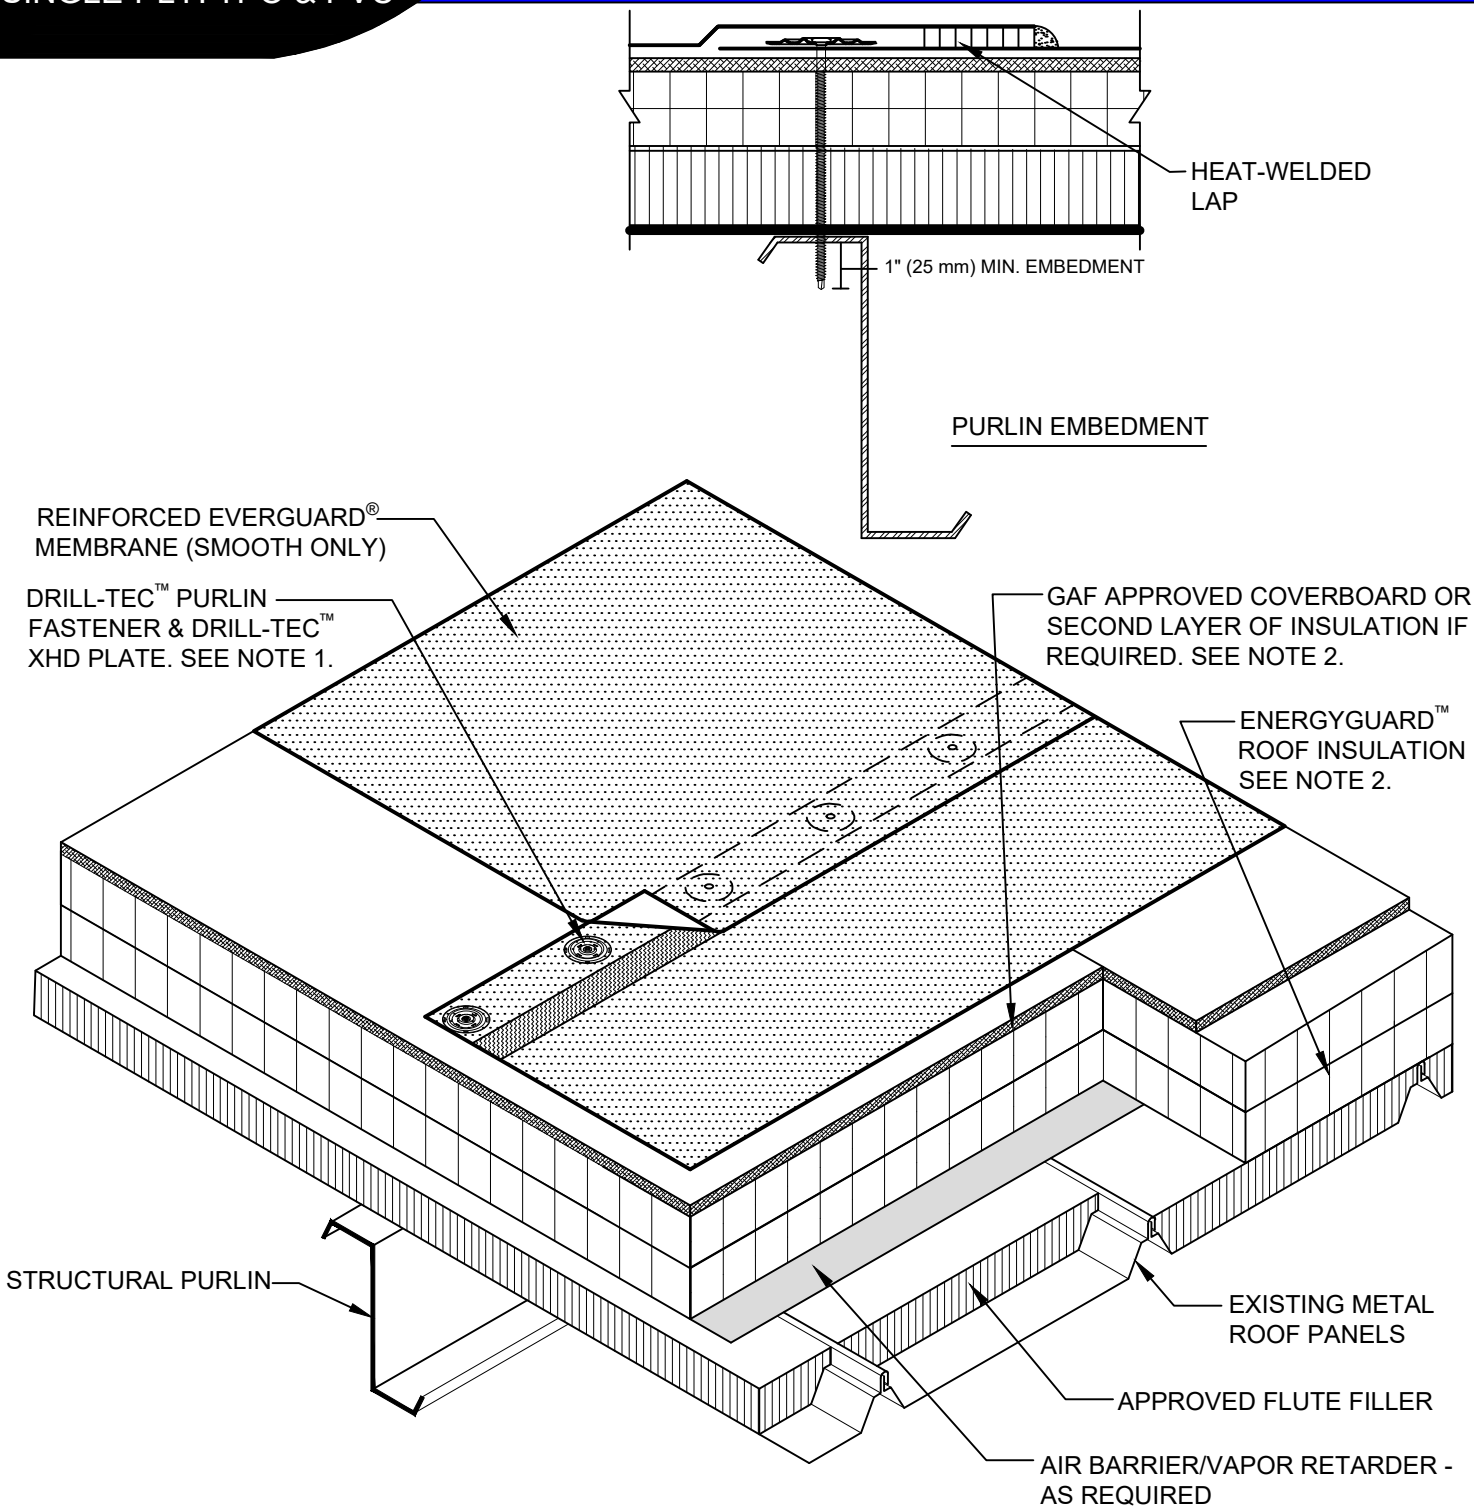 SINGLE PLY TPO & PVC
HEAT-WELDED
LAP
1" (25 mm) MIN. EMBEDMENT
PURLIN EMBEDMENT
REINFORCED EVERGUARD®
MEMBRANE (SMOOTH ONLY)
DRILL-TEC™ PURLIN
FASTENER & DRILL-TEC™
XHD PLATE. SEE NOTE 1.
GAF APPROVED COVERBOARD OR
SECOND LAYER OF INSULATION IF
REQUIRED. SEE NOTE 2.
ENERGYGUARD™
ROOF INSULATION
SEE NOTE 2.
STRUCTURAL PURLIN
EXISTING METAL
ROOF PANELS
APPROVED FLUTE FILLER
AIR BARRIER/VAPOR RETARDER -
AS REQUIRED